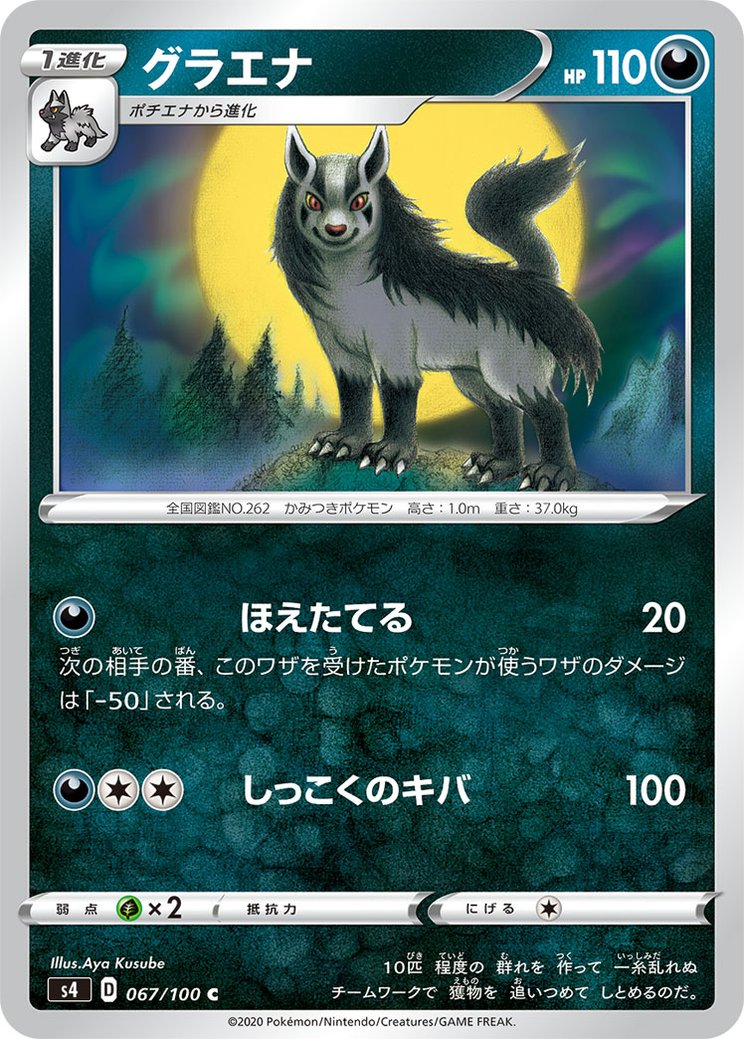 1進化
グラエナ
HP 110
ポチエナから進化
全国図鑑NO.262 かみつきポケモン 高さ：1.0m 重さ：37.0kg
ほえたてる 20
次の相手の番、このワザを受けたポケモンが使うワザのダメージ
は「-50」される。
しっこくのキバ 100
弱点 ×2 抵抗力 にげる
Illus.Aya Kusube
10匹 程度の 群れを 作って 一糸乱れぬ
チームワークで 獲物を 追いつめて しとめるのだ。
s4 D 067/100 C
©2020 Pokémon/Nintendo/Creatures/GAME FREAK.